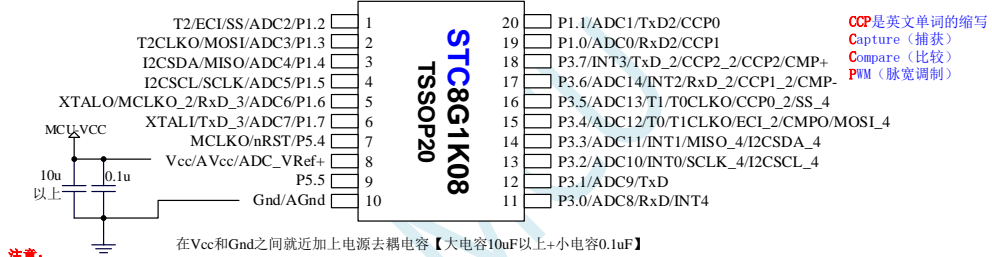 T2/ECI/SS/ADC2/P1.2 1
T2CLKO/MOSI/ADC3/P1.3 2
I2CSDA/MISO/ADC4/P1.4 3
I2CSCL/SCLK/ADC5/P1.5 4
XTALO/MCLKO_2/RxD_3/ADC6/P1.6 5
XTALI/TxD_3/ADC7/P1.7 6
MCLKO/nRST/P5.4 7
Vcc/AVcc/ADC_VRef+ 8
P5.5 9
Gnd/AGnd 10
MCU-VCC
10u
以上
0.1u
STC8G1K08
TSSOP20
20 P1.1/ADC1/TxD2/CCP0
19 P1.0/ADC0/RxD2/CCP1
18 P3.7/INT3/TxD_2/CCP2_2/CCP2/CMP+
17 P3.6/ADC14/INT2/RxD_2/CCP1_2/CMP-
16 P3.5/ADC13/T1/T0CLKO/CCP0_2/SS_4
15 P3.4/ADC12/T0/T1CLKO/ECI_2/CMPO/MOSI_4
14 P3.3/ADC11/INT1/MISO_4/I2CSDA_4
13 P3.2/ADC10/INT0/SCLK_4/I2CSCL_4
12 P3.1/ADC9/TxD
11 P3.0/ADC8/RxD/INT4
CCP是英文单词的缩写
Capture（捕获）
Compare（比较）
PWM（脉宽调制）
在Vcc和Gnd之间就近加上电源去耦电容【大电容10uF以上+小电容0.1uF】
注意: